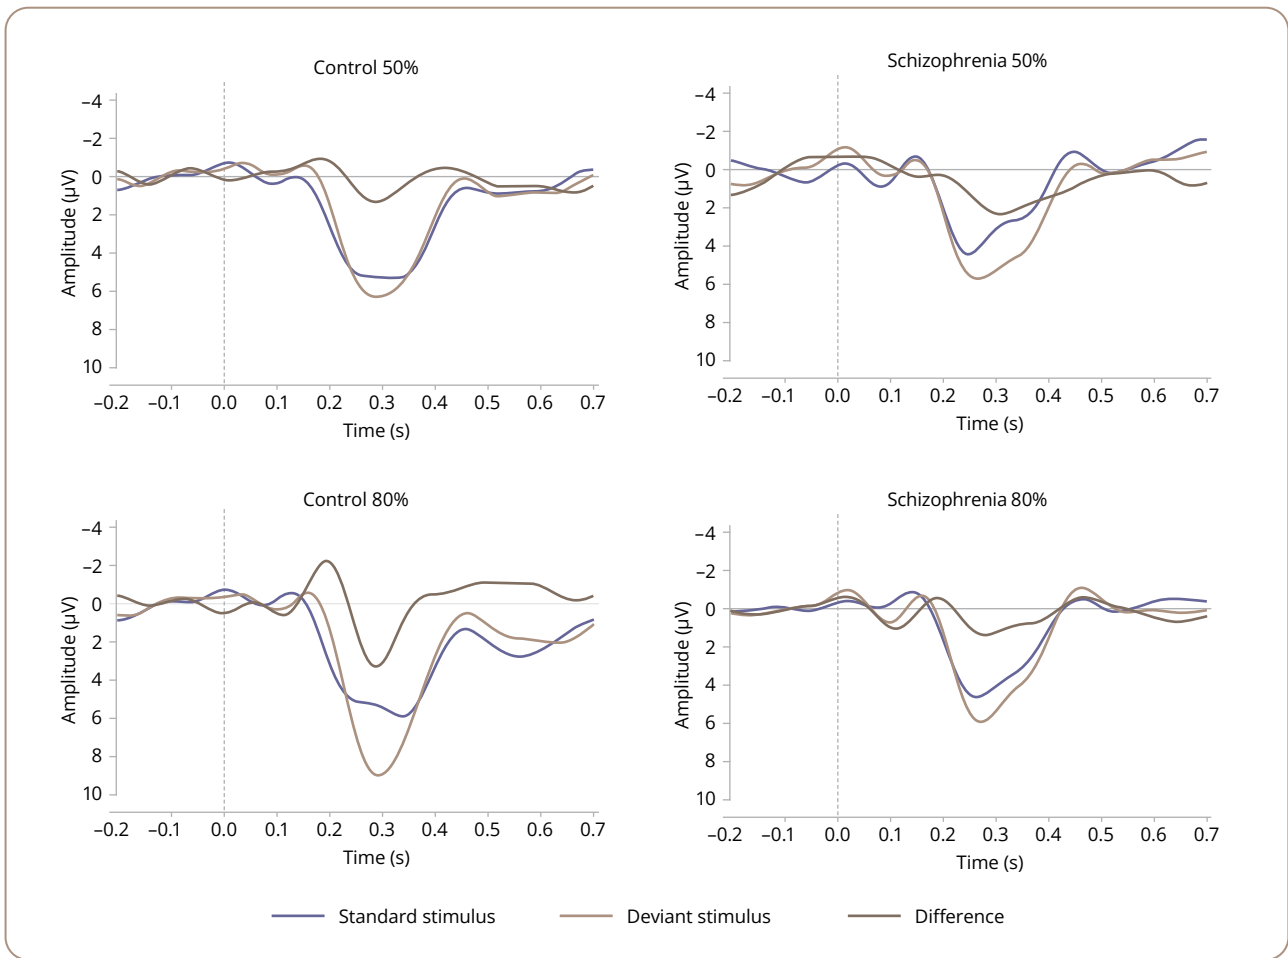 Control 50%
–4
–2
0
2
4
6
8
10
Amplitude (µV)
–0.2 –0.1 0.0 0.1 0.2 0.3 0.4 0.5 0.6 0.7
Time (s)
Schizophrenia 50%
–4
–2
0
2
4
6
8
10
Amplitude (µV)
–0.2 –0.1 0.0 0.1 0.2 0.3 0.4 0.5 0.6 0.7
Time (s)
Control 80%
–4
–2
0
2
4
6
8
10
Amplitude (µV)
–0.2 –0.1 0.0 0.1 0.2 0.3 0.4 0.5 0.6 0.7
Time (s)
Schizophrenia 80%
–4
–2
0
2
4
6
8
10
Amplitude (µV)
–0.2 –0.1 0.0 0.1 0.2 0.3 0.4 0.5 0.6 0.7
Time (s)
Standard stimulus Deviant stimulus Difference